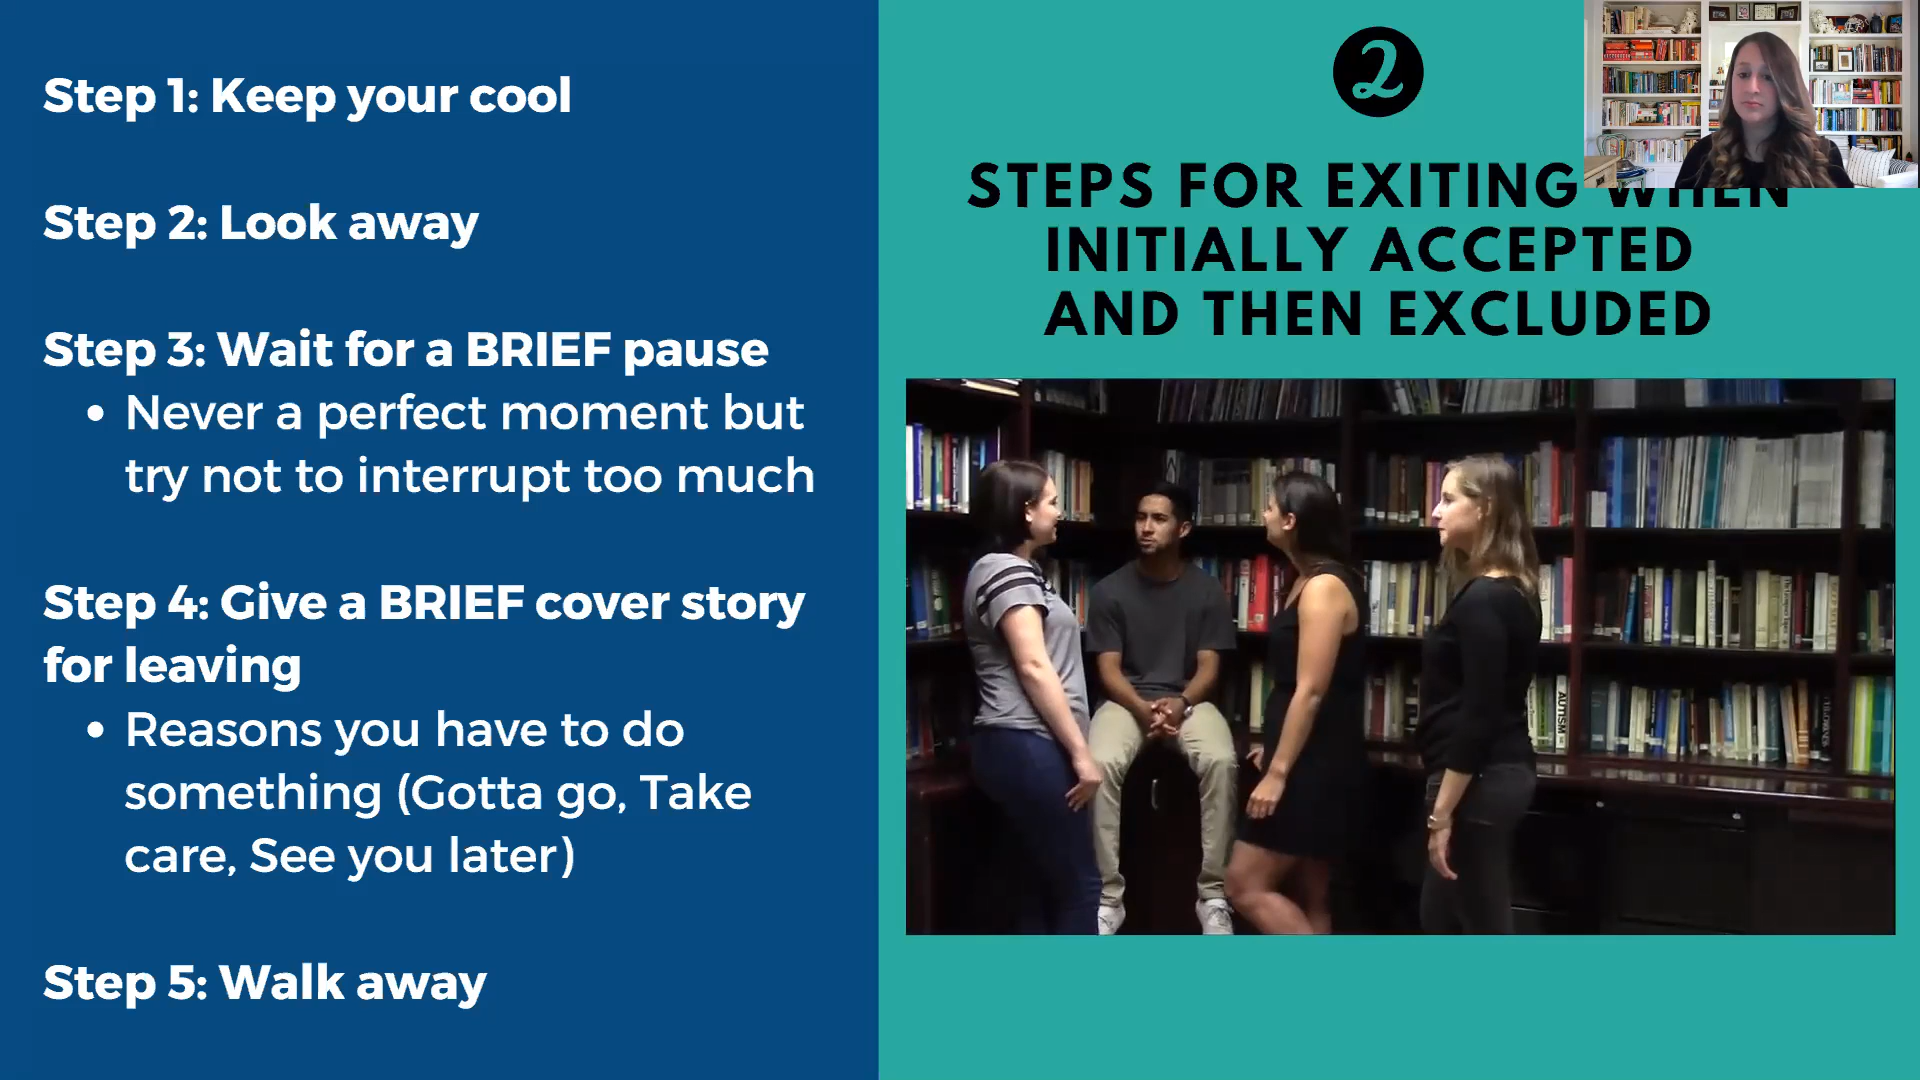 Step 1: Keep your cool
Step 2: Look away
Step 3: Wait for a BRIEF pause
• Never a perfect moment but
try not to interrupt too much
Step 4: Give a BRIEF cover story
for leaving
• Reasons you have to do
something (Gotta go, Take
care, See you later)
Step 5: Walk away
2
STEPS FOR EXITING WHEN
INITIALLY ACCEPTED
AND THEN EXCLUDED
AUTISM